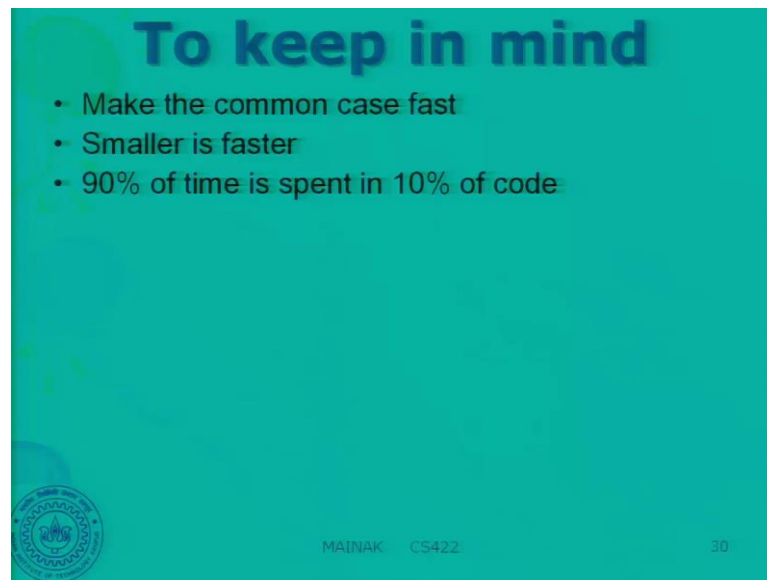 To keep in mind
• Make the common case fast
• Smaller is faster
• 90% of time is spent in 10% of code
MAINAK CS422 30